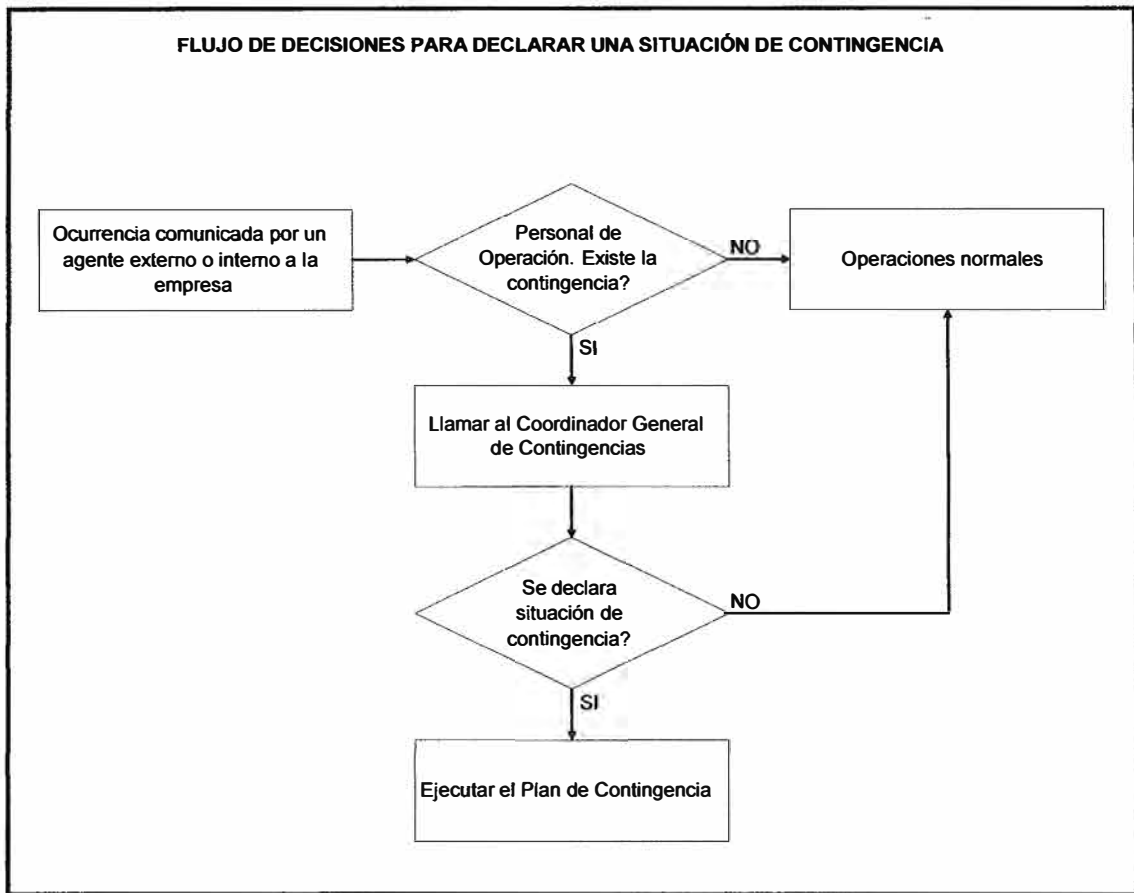 FLUJO DE DECISIONES PARA DECLARAR UNA SITUACIÓN DE CONTINGENCIA
Ocurrencia comunicada por un
agente externo o interno a la
empresa
Personal de
Operación. Existe la
contingencia?
NO
Operaciones normales
SI
Llamar al Coordinador General
de Contingencias
Se declara
situación de
contingencia?
NO
SI
Ejecutar el Plan de Contingencia